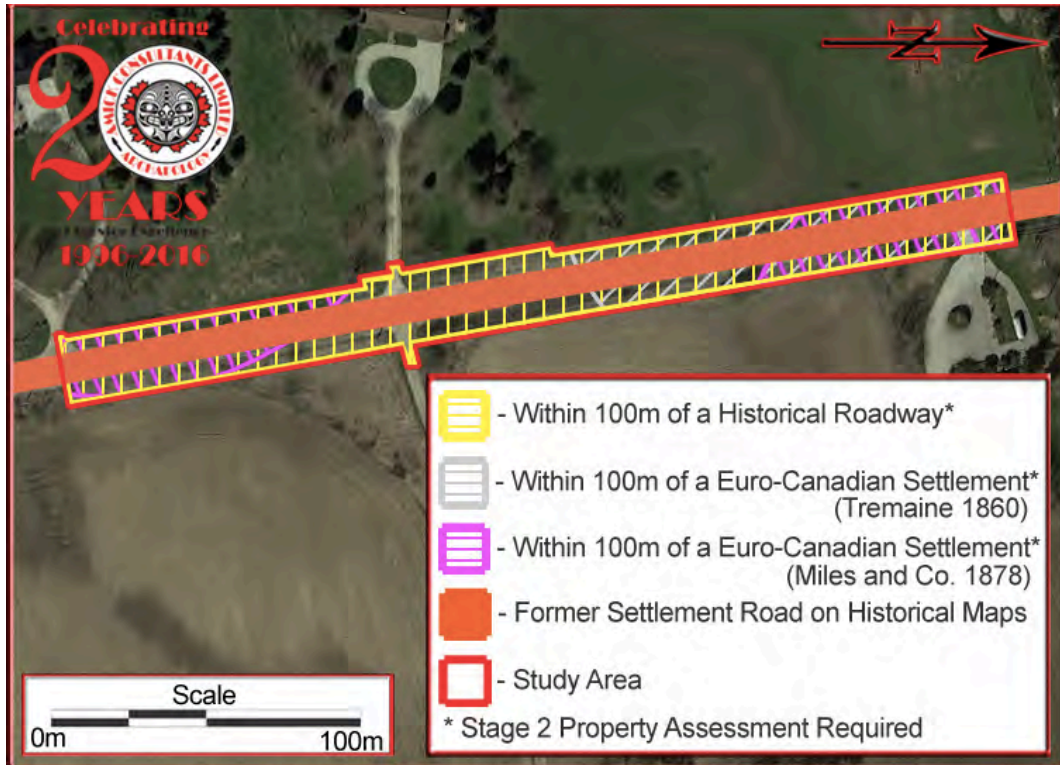 Celebrating
20
AMICK CONSULTANTS LIMITED
ARCHAEOLOGY
YEARS
1996-2016
N
- Within 100m of a Historical Roadway*
- Within 100m of a Euro-Canadian Settlement*
(Tremaine 1860)
- Within 100m of a Euro-Canadian Settlement*
(Miles and Co. 1878)
- Former Settlement Road on Historical Maps
- Study Area
* Stage 2 Property Assessment Required
Scale
0m
100m